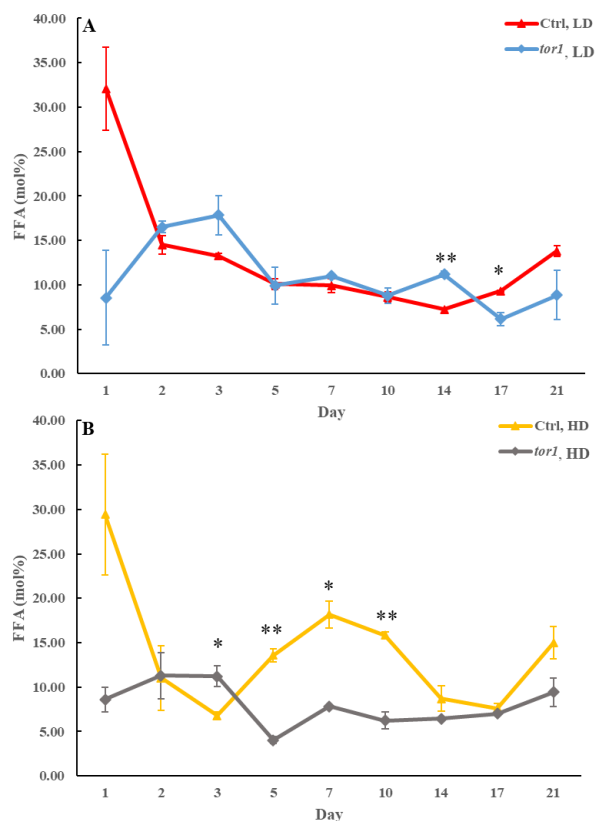 A
Ctrl, LD
tor1, LD
40.00
35.00
30.00
25.00
20.00
15.00
10.00
5.00
0.00
FFA (mol%)
** *
1 2 3 5 7 10 14 17 21
Day
B
Ctrl, HD
tor1, HD
40.00
35.00
30.00
25.00
20.00
15.00
10.00
5.00
0.00
FFA (mol%)
* ** * **
1 2 3 5 7 10 14 17 21
Day